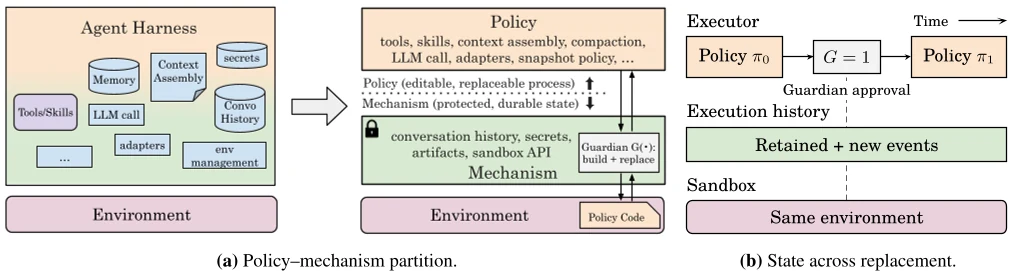 Agent Harness
Memory
Context
Assembly
secrets
Tools/Skills
LLM call
Convo
History
adapters
...
env
management
Environment
Policy
tools, skills, context assembly, compaction,
LLM call, adapters, snapshot policy, ...
Policy (editable, replaceable process)
Mechanism (protected, durable state)
conversation history, secrets,
artifacts, sandbox API
Mechanism
Guardian G(•):
build + replace
Environment
Policy Code
(a) Policy–mechanism partition.
Executor
Time
Policy π0
G = 1
Policy π1
Guardian approval
Execution history
Retained + new events
Sandbox
Same environment
(b) State across replacement.